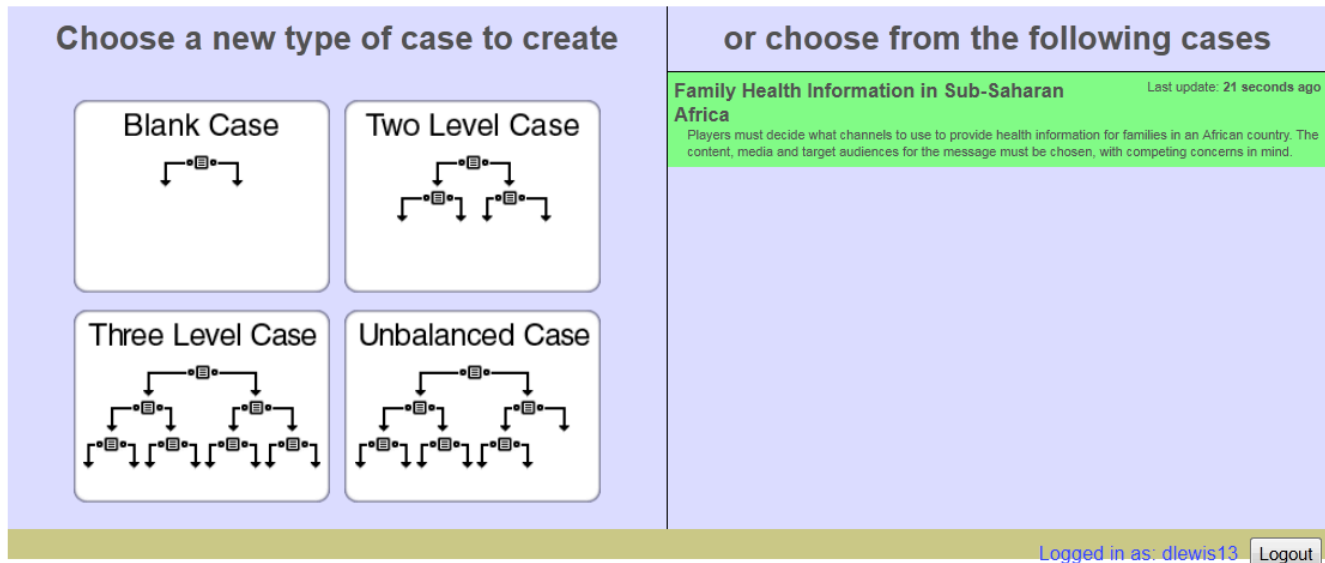 Choose a new type of case to create
Blank Case
Two Level Case
Three Level Case
Unbalanced Case
or choose from the following cases
Family Health Information in Sub-Saharan
Africa
Last update: 21 seconds ago
Players must decide what channels to use to provide health information for families in an African country. The
content, media and target audiences for the message must be chosen, with competing concerns in mind.
Logged in as: dlewis13
Logout